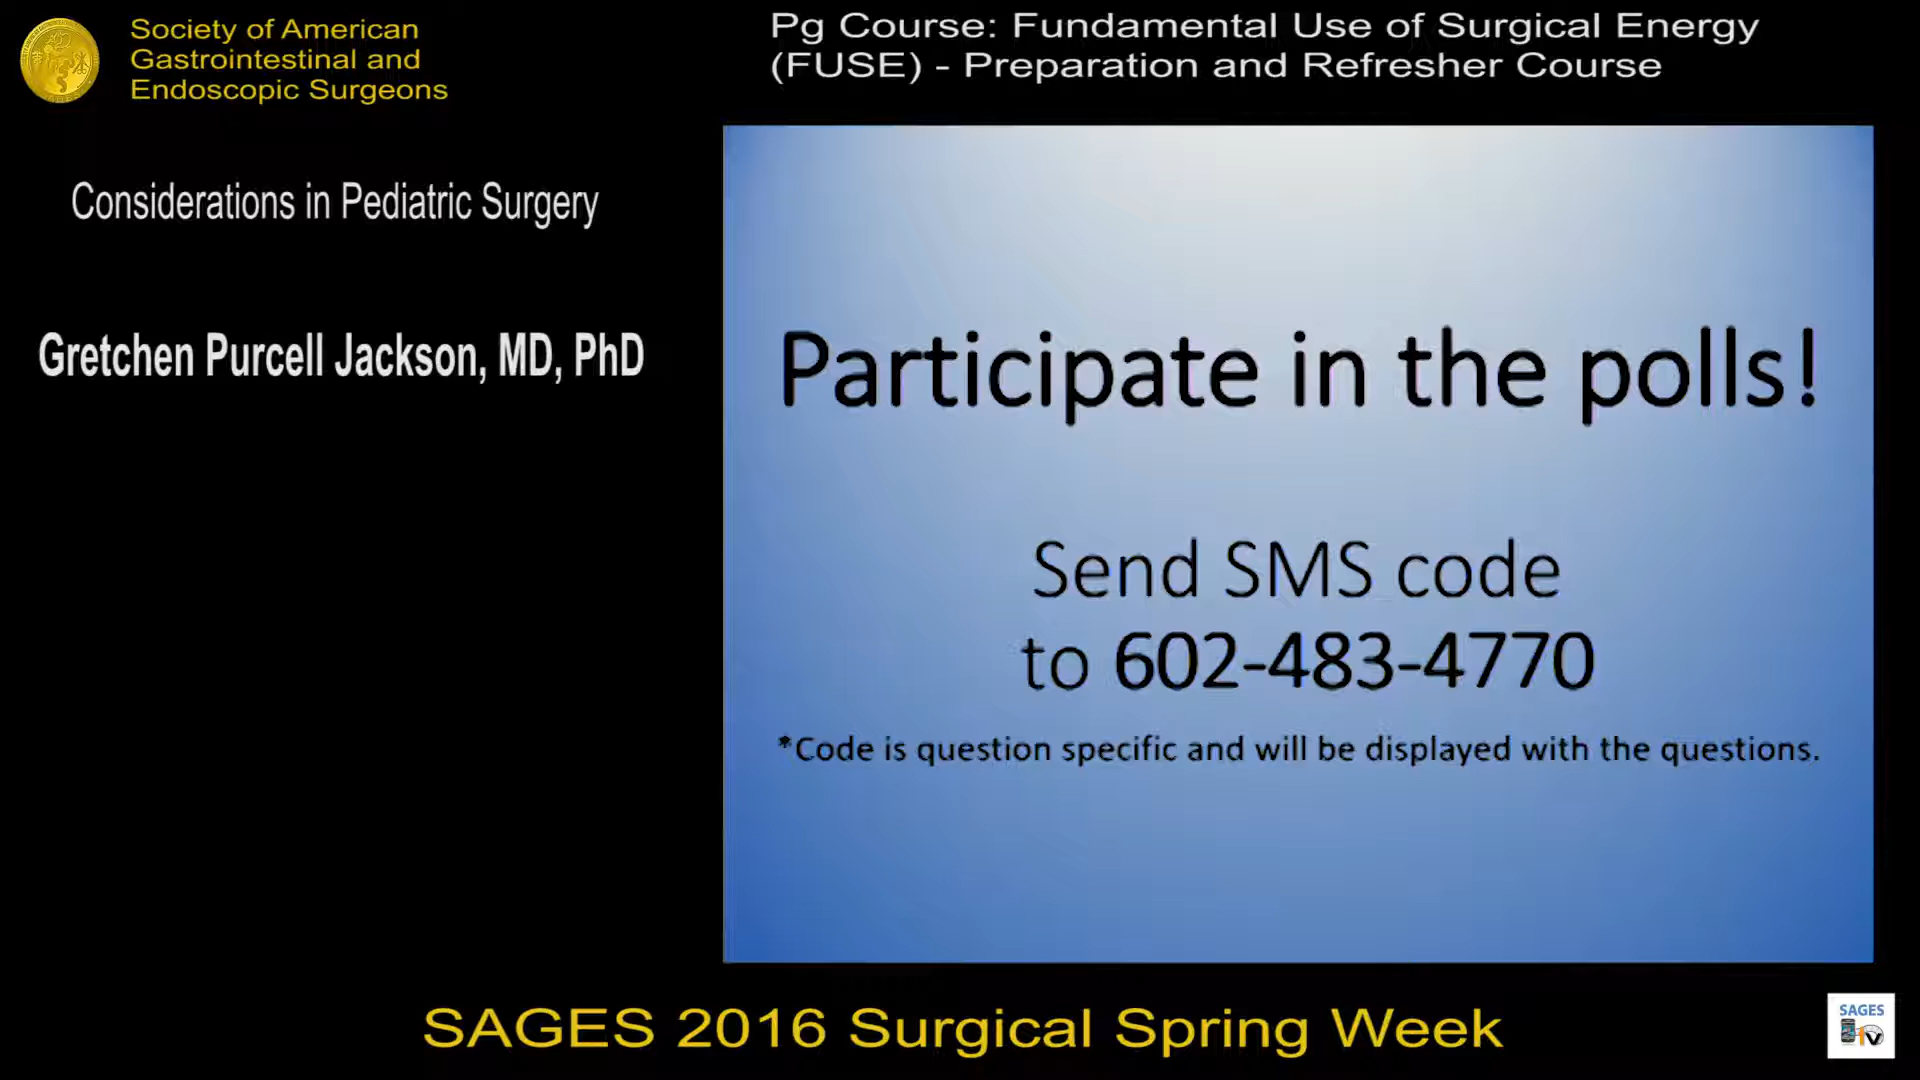 Society of American
Gastrointestinal and
Endoscopic Surgeons
Pg Course: Fundamental Use of Surgical Energy
(FUSE) - Preparation and Refresher Course
Considerations in Pediatric Surgery
Gretchen Purcell Jackson, MD, PhD
Participate in the polls!
Send SMS code
to 602-483-4770
*Code is question specific and will be displayed with the questions.
SAGES 2016 Surgical Spring Week
SAGES
TV